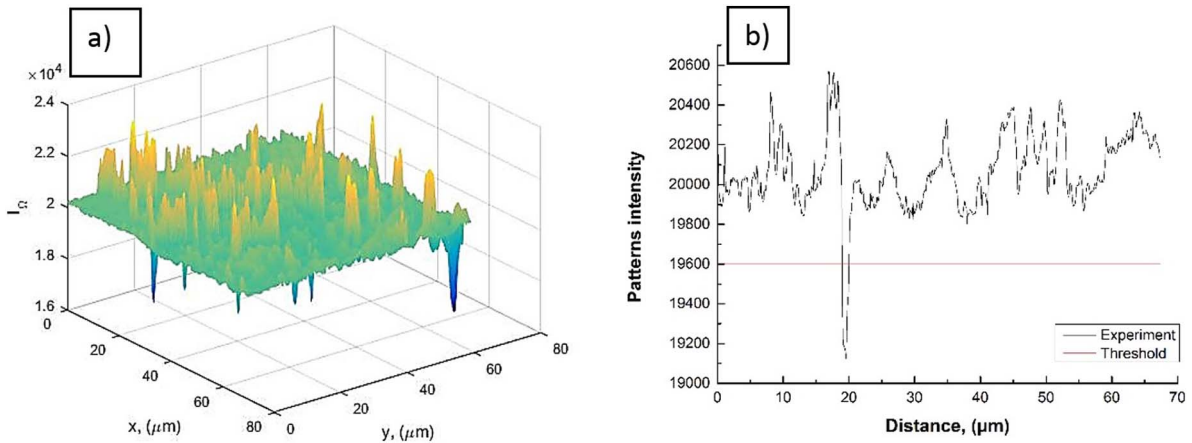 a)
×10⁴
2.4
2.2
2
1.8
1.6
I_Ω
0
20
40
60
80
x, (μm)
0
20
40
60
80
y, (μm)
b)
20600
20400
20200
20000
19800
19600
19400
19200
19000
Patterns intensity
Experiment
Threshold
0 10 20 30 40 50 60 70
Distance, (μm)